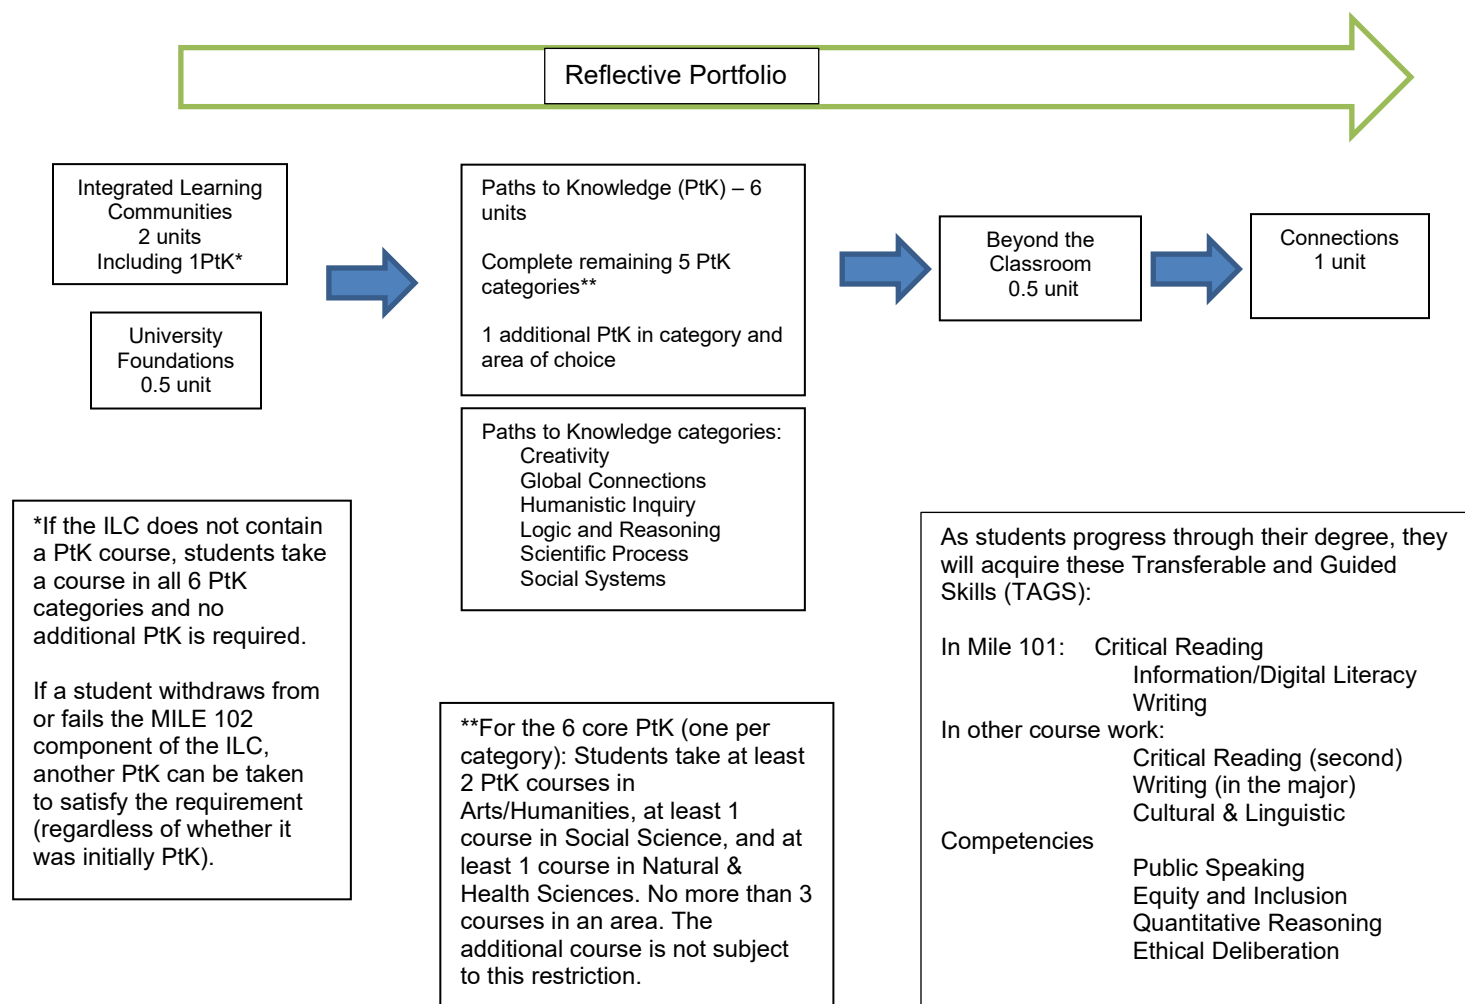 Reflective Portfolio
Integrated Learning
Communities
2 units
Including 1PtK*
University
Foundations
0.5 unit
Paths to Knowledge (PtK) – 6
units
Complete remaining 5 PtK
categories**
1 additional PtK in category and
area of choice
Paths to Knowledge categories:
Creativity
Global Connections
Humanistic Inquiry
Logic and Reasoning
Scientific Process
Social Systems
Beyond the
Classroom
0.5 unit
Connections
1 unit
*If the ILC does not contain
a PtK course, students take
a course in all 6 PtK
categories and no
additional PtK is required.
If a student withdraws from
or fails the MILE 102
component of the ILC,
another PtK can be taken
to satisfy the requirement
(regardless of whether it
was initially PtK).
**For the 6 core PtK (one per
category): Students take at least
2 PtK courses in
Arts/Humanities, at least 1
course in Social Science, and at
least 1 course in Natural &
Health Sciences. No more than 3
courses in an area. The
additional course is not subject
to this restriction.
As students progress through their degree, they
will acquire these Transferable and Guided
Skills (TAGS):
In Mile 101: Critical Reading
Information/Digital Literacy
Writing
In other course work:
Critical Reading (second)
Writing (in the major)
Cultural & Linguistic
Competencies
Public Speaking
Equity and Inclusion
Quantitative Reasoning
Ethical Deliberation